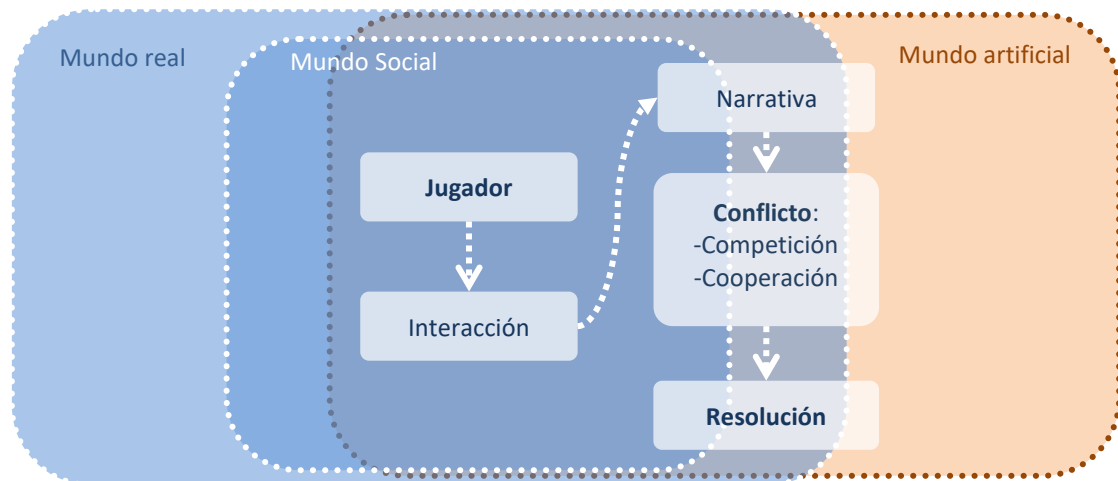 Mundo real
Mundo Social
Mundo artificial
Narrativa
Jugador
Conflicto:
-Competición
-Cooperación
Interacción
Resolución